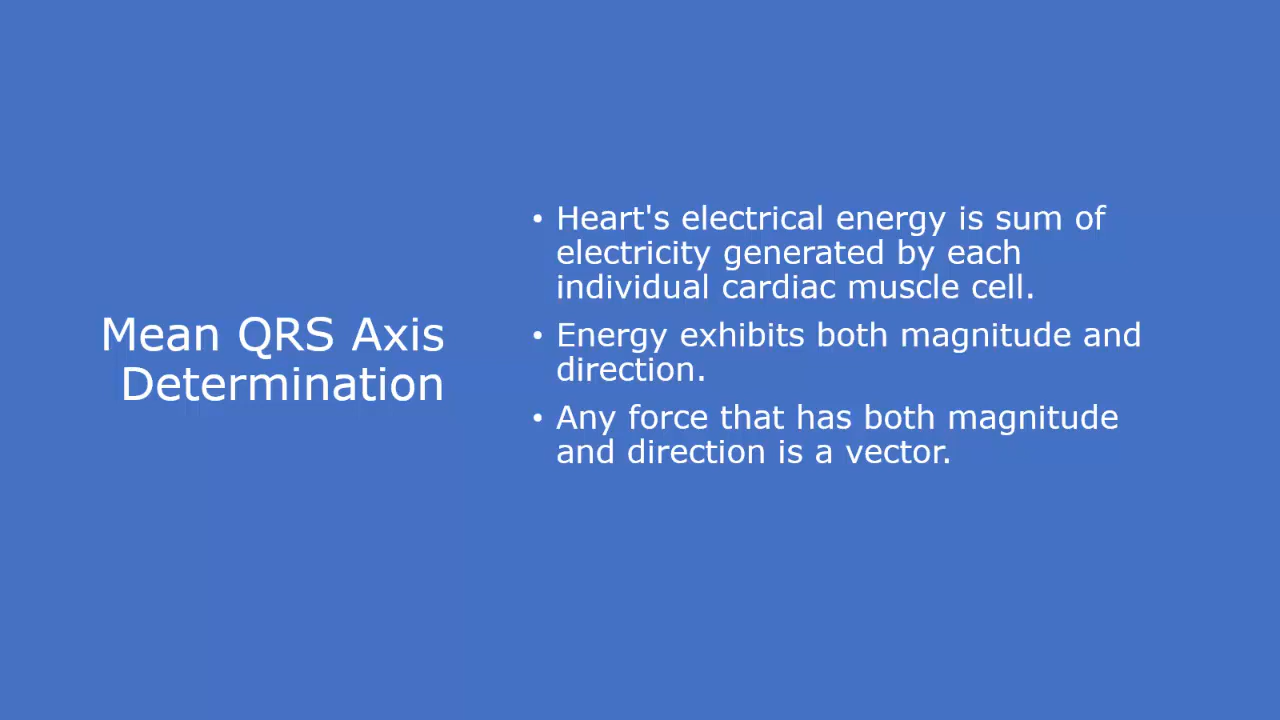 Mean QRS Axis
Determination
• Heart's electrical energy is sum of
electricity generated by each
individual cardiac muscle cell.
• Energy exhibits both magnitude and
direction.
• Any force that has both magnitude
and direction is a vector.